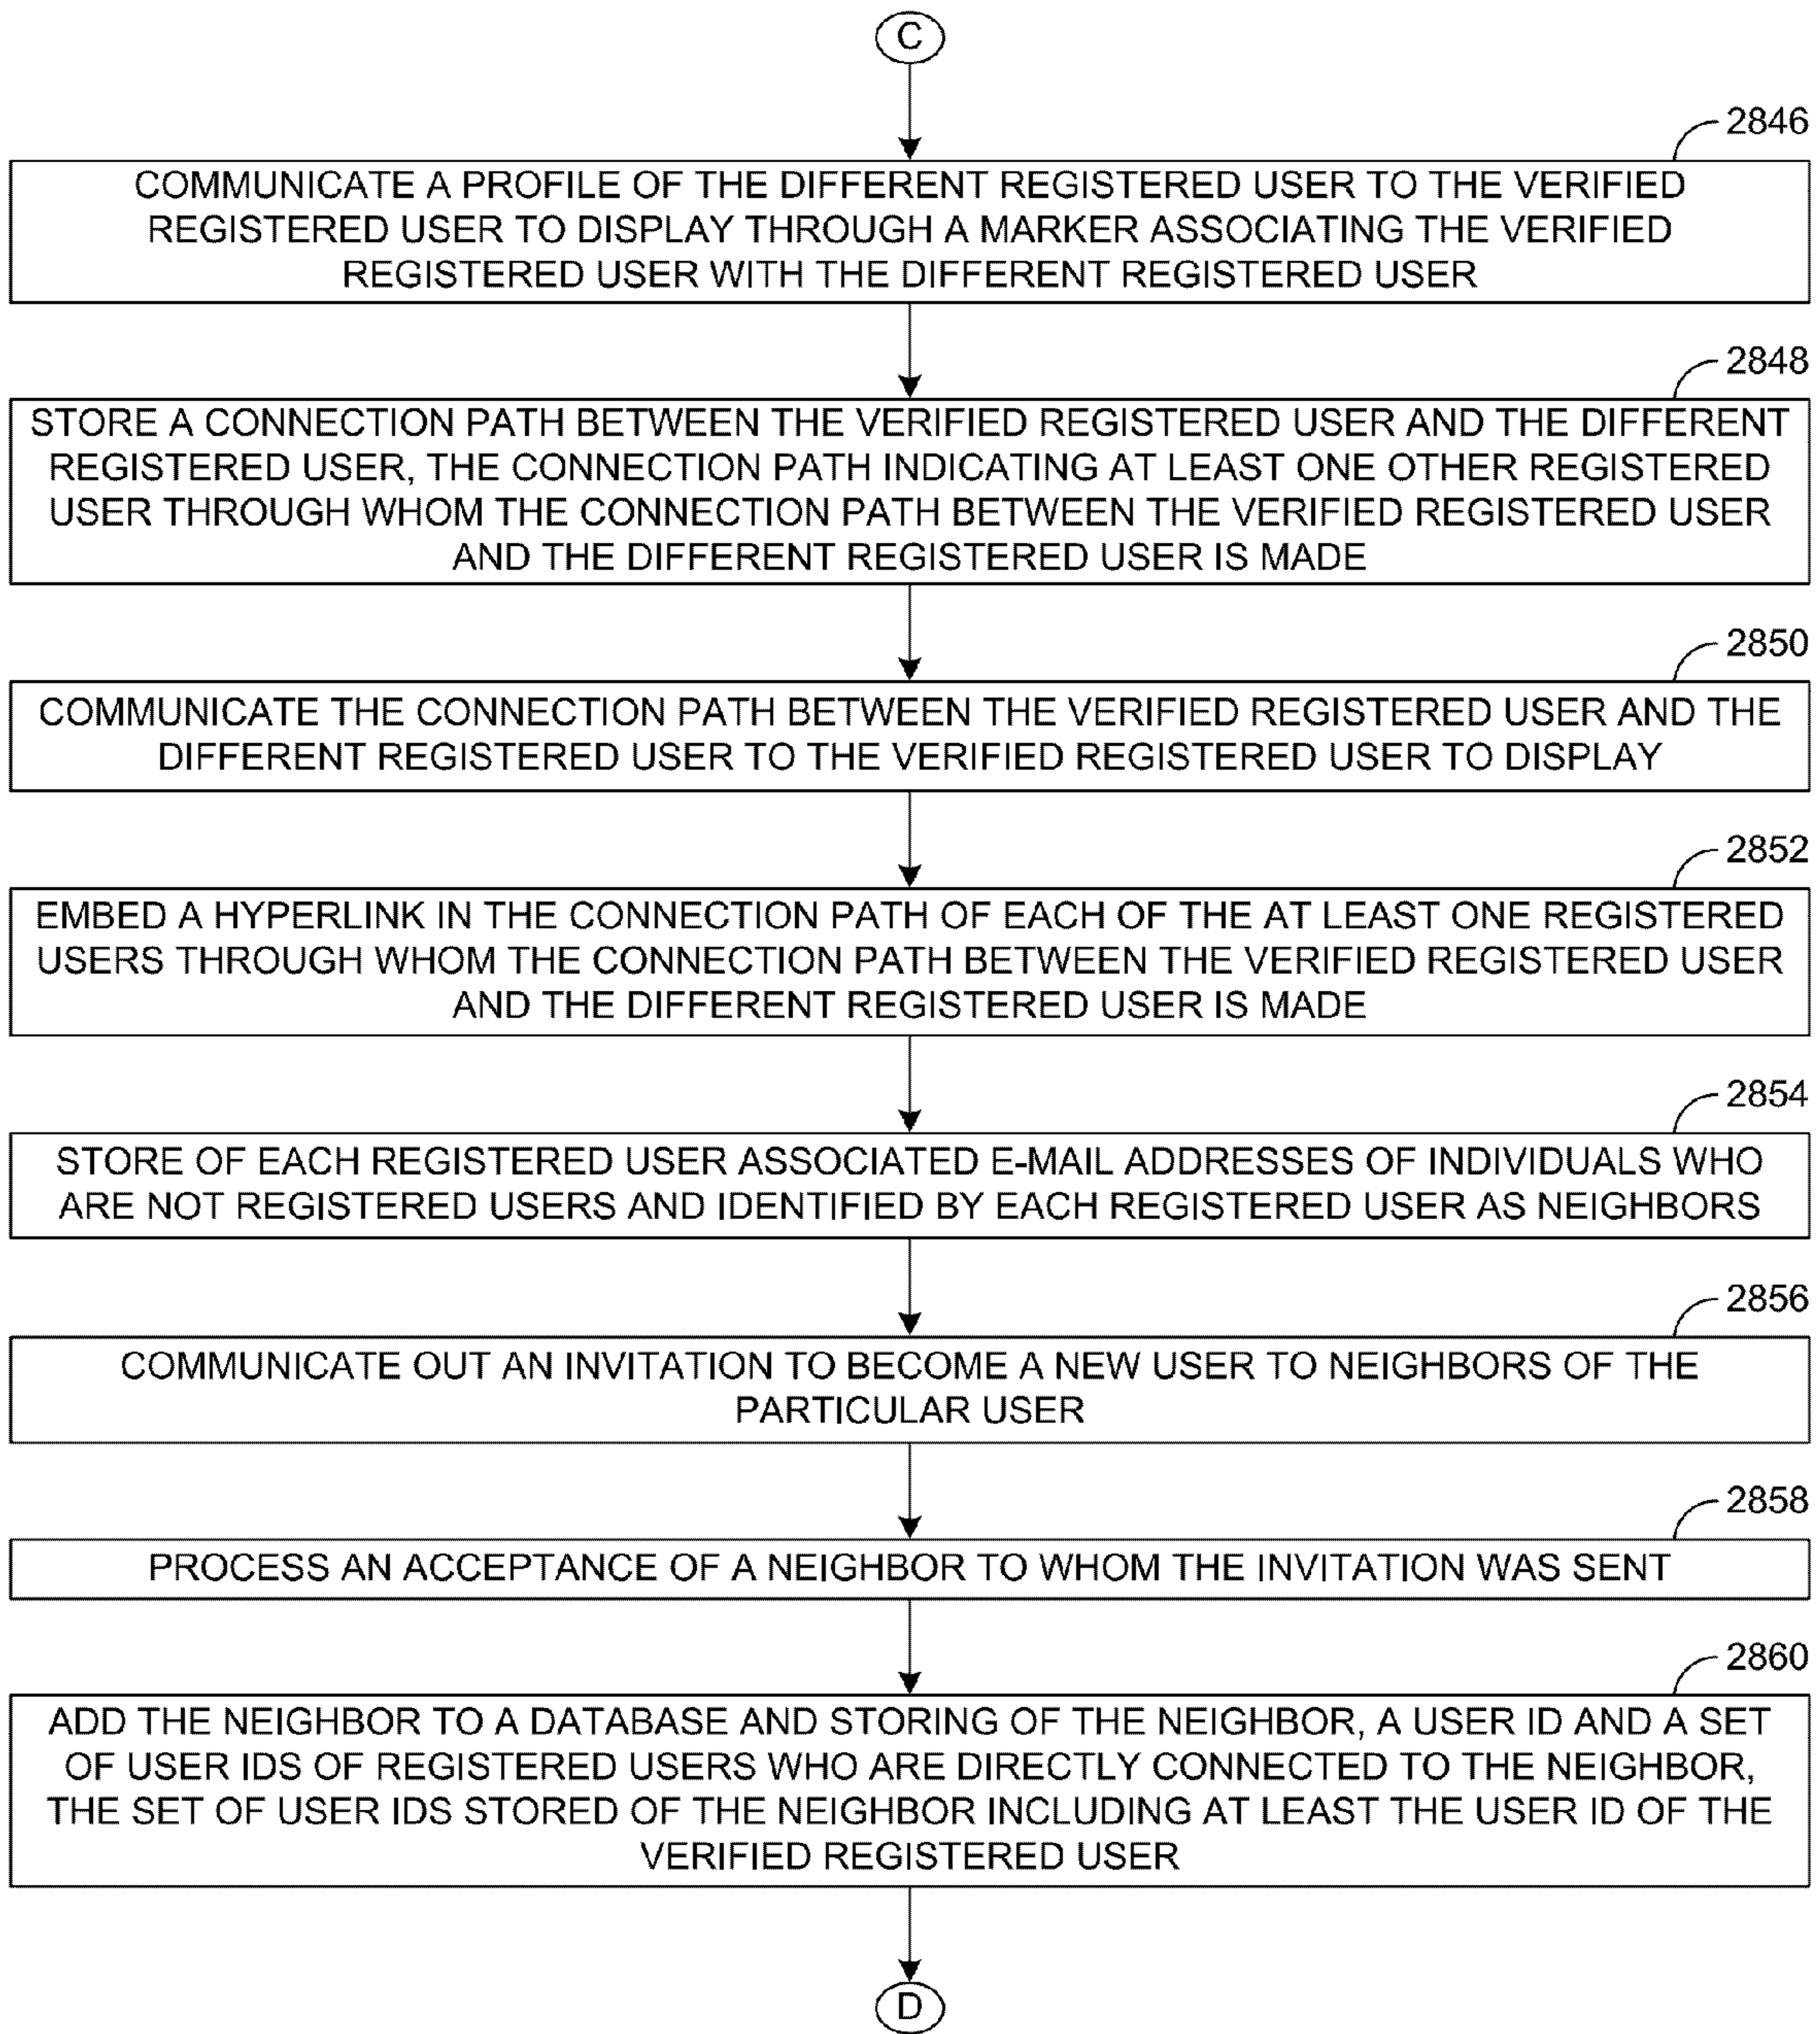 C
2846
COMMUNICATE A PROFILE OF THE DIFFERENT REGISTERED USER TO THE VERIFIED
REGISTERED USER TO DISPLAY THROUGH A MARKER ASSOCIATING THE VERIFIED
REGISTERED USER WITH THE DIFFERENT REGISTERED USER
2848
STORE A CONNECTION PATH BETWEEN THE VERIFIED REGISTERED USER AND THE DIFFERENT
REGISTERED USER, THE CONNECTION PATH INDICATING AT LEAST ONE OTHER REGISTERED
USER THROUGH WHOM THE CONNECTION PATH BETWEEN THE VERIFIED REGISTERED USER
AND THE DIFFERENT REGISTERED USER IS MADE
2850
COMMUNICATE THE CONNECTION PATH BETWEEN THE VERIFIED REGISTERED USER AND THE
DIFFERENT REGISTERED USER TO THE VERIFIED REGISTERED USER TO DISPLAY
2852
EMBED A HYPERLINK IN THE CONNECTION PATH OF EACH OF THE AT LEAST ONE REGISTERED
USERS THROUGH WHOM THE CONNECTION PATH BETWEEN THE VERIFIED REGISTERED USER
AND THE DIFFERENT REGISTERED USER IS MADE
2854
STORE OF EACH REGISTERED USER ASSOCIATED E-MAIL ADDRESSES OF INDIVIDUALS WHO
ARE NOT REGISTERED USERS AND IDENTIFIED BY EACH REGISTERED USER AS NEIGHBORS
2856
COMMUNICATE OUT AN INVITATION TO BECOME A NEW USER TO NEIGHBORS OF THE
PARTICULAR USER
2858
PROCESS AN ACCEPTANCE OF A NEIGHBOR TO WHOM THE INVITATION WAS SENT
2860
ADD THE NEIGHBOR TO A DATABASE AND STORING OF THE NEIGHBOR, A USER ID AND A SET
OF USER IDS OF REGISTERED USERS WHO ARE DIRECTLY CONNECTED TO THE NEIGHBOR,
THE SET OF USER IDS STORED OF THE NEIGHBOR INCLUDING AT LEAST THE USER ID OF THE
VERIFIED REGISTERED USER
D